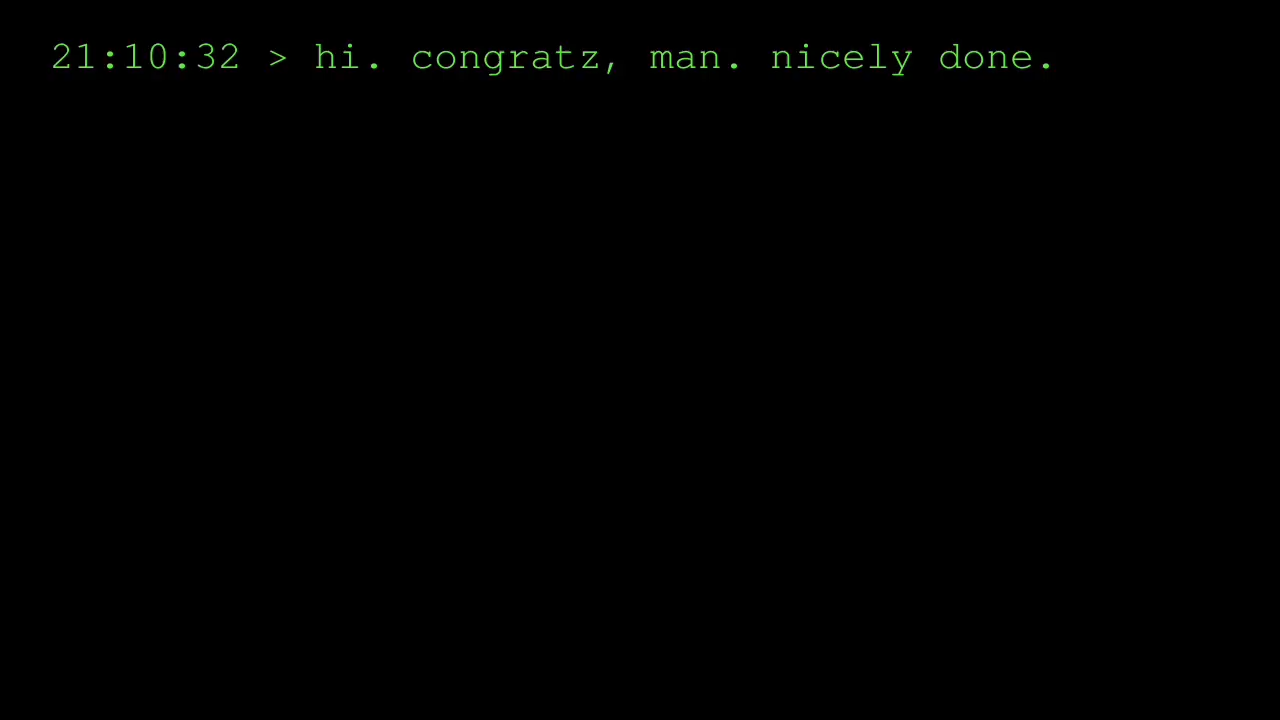 21:10:32 > hi. congratz, man. nicely done.